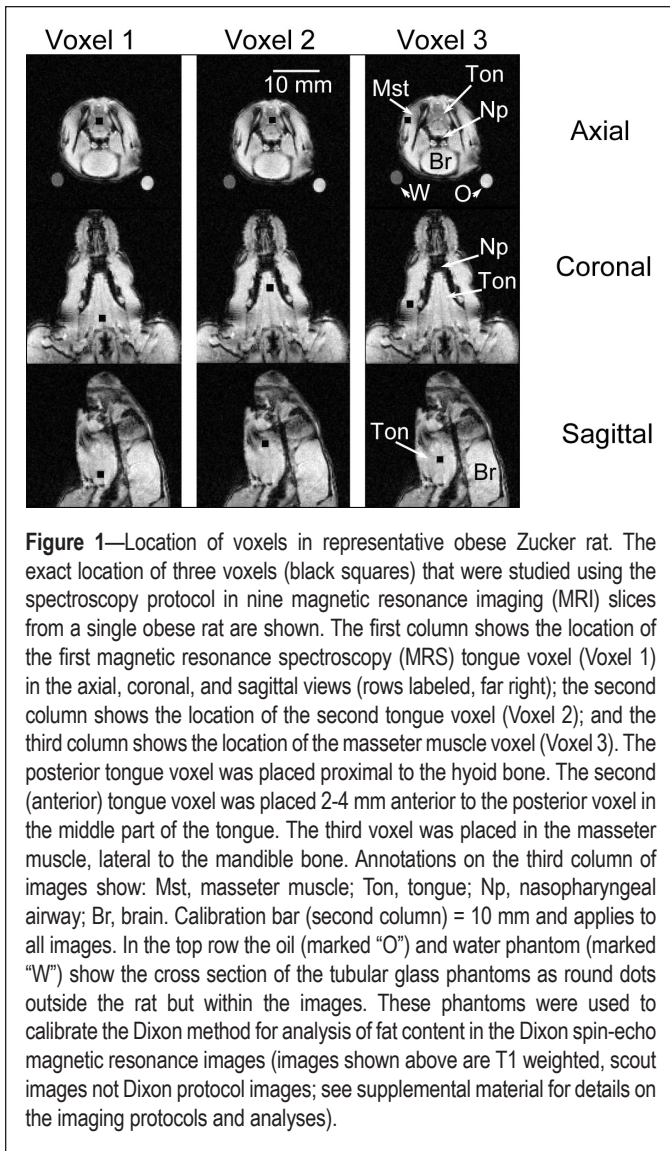 Voxel 1 Voxel 2 Voxel 3
10 mm
Mst Ton
Np
Br
W O
Axial
Np
Ton
Coronal
Ton
Br
Sagittal
Figure 1—Location of voxels in representative obese Zucker rat. The
exact location of three voxels (black squares) that were studied using the
spectroscopy protocol in nine magnetic resonance imaging (MRI) slices
from a single obese rat are shown. The first column shows the location of
the first magnetic resonance spectroscopy (MRS) tongue voxel (Voxel 1)
in the axial, coronal, and sagittal views (rows labeled, far right); the second
column shows the location of the second tongue voxel (Voxel 2); and the
third column shows the location of the masseter muscle voxel (Voxel 3). The
posterior tongue voxel was placed proximal to the hyoid bone. The second
(anterior) tongue voxel was placed 2-4 mm anterior to the posterior voxel in
the middle part of the tongue. The third voxel was placed in the masseter
muscle, lateral to the mandible bone. Annotations on the third column of
images show: Mst, masseter muscle; Ton, tongue; Np, nasopharyngeal
airway; Br, brain. Calibration bar (second column) = 10 mm and applies to
all images. In the top row the oil (marked “O”) and water phantom (marked
“W”) show the cross section of the tubular glass phantoms as round dots
outside the rat but within the images. These phantoms were used to
calibrate the Dixon method for analysis of fat content in the Dixon spin-echo
magnetic resonance images (images shown above are T1 weighted, scout
images not Dixon protocol images; see supplemental material for details on
the imaging protocols and analyses).